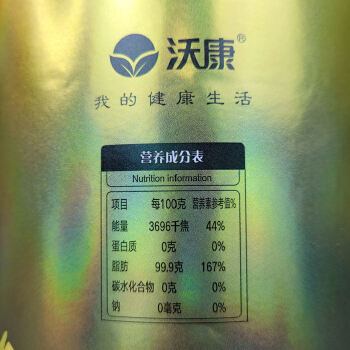 沃康®
我的健康生活
营养成分表
Nutrition information
项目 每100克 营养素参考值%
能量 3696千焦 44%
蛋白质 0克 0%
脂肪 99.9克 167%
碳水化合物 0克 0%
钠 0毫克 0%